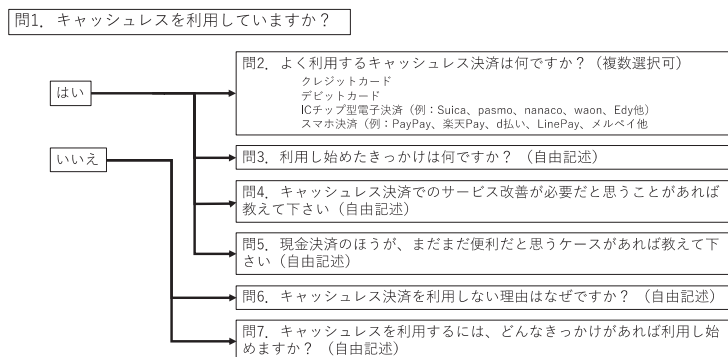 問1．キャッシュレスを利用していますか？
はい
いいえ
問2．よく利用するキャッシュレス決済は何ですか？（複数選択可）
クレジットカード
デビットカード
ICチップ型電子決済（例：Suica、pasmo、nanaco、waon、Edy他）
スマホ決済（例：PayPay、楽天Pay、d払い、LinePay、メルペイ他
問3．利用し始めたきっかけは何ですか？（自由記述）
問4．キャッシュレス決済でのサービス改善が必要だと思うことがあれば
教えて下さい（自由記述）
問5．現金決済のほうが、まだまだ便利だと思うケースがあれば教えて下
さい（自由記述）
問6．キャッシュレス決済を利用しない理由はなぜですか？（自由記述）
問7．キャッシュレスを利用するには、どんなきっかけがあれば利用し始
めますか？（自由記述）